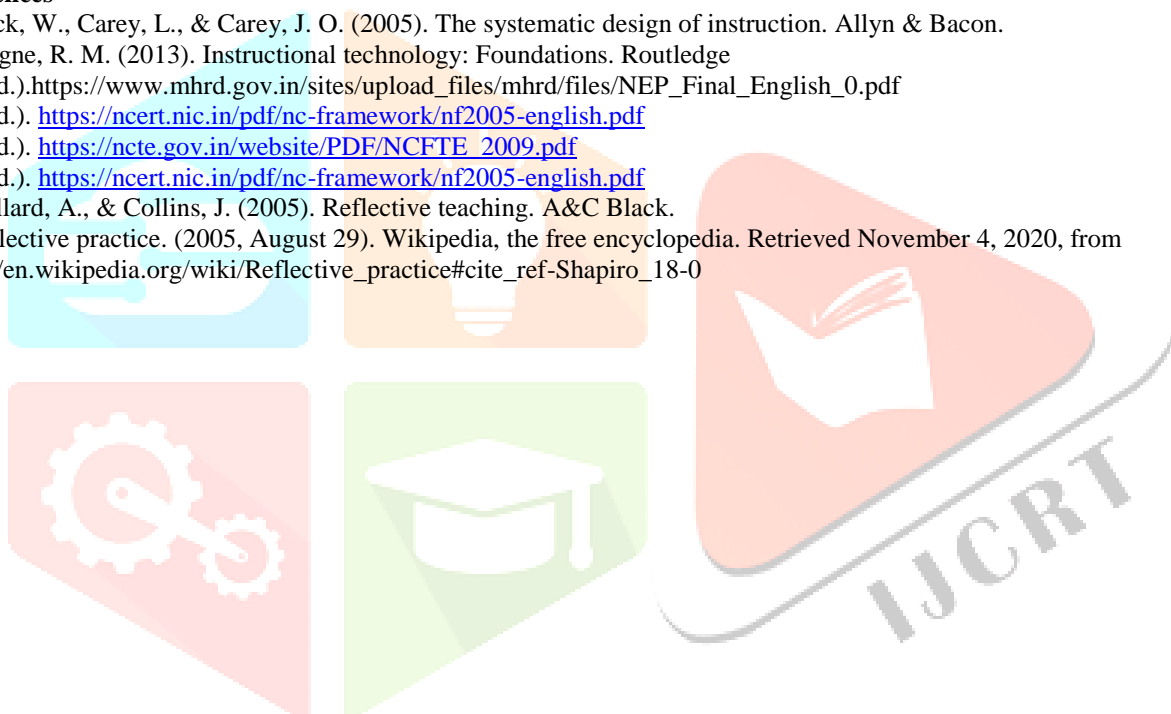 ences
ck, W., Carey, L., & Carey, J. O. (2005). The systematic design of instruction. Allyn & Bacon.
gne, R. M. (2013). Instructional technology: Foundations. Routledge
d.).https://www.mhrd.gov.in/sites/upload_files/mhrd/files/NEP_Final_English_0.pdf
d.). https://ncert.nic.in/pdf/nc-framework/nf2005-english.pdf
d.). https://ncte.gov.in/website/PDF/NCFTE_2009.pdf
d.). https://ncert.nic.in/pdf/nc-framework/nf2005-english.pdf
llard, A., & Collins, J. (2005). Reflective teaching. A&C Black.
lective practice. (2005, August 29). Wikipedia, the free encyclopedia. Retrieved November 4, 2020, from
/en.wikipedia.org/wiki/Reflective_practice#cite_ref-Shapiro_18-0
IJCRT